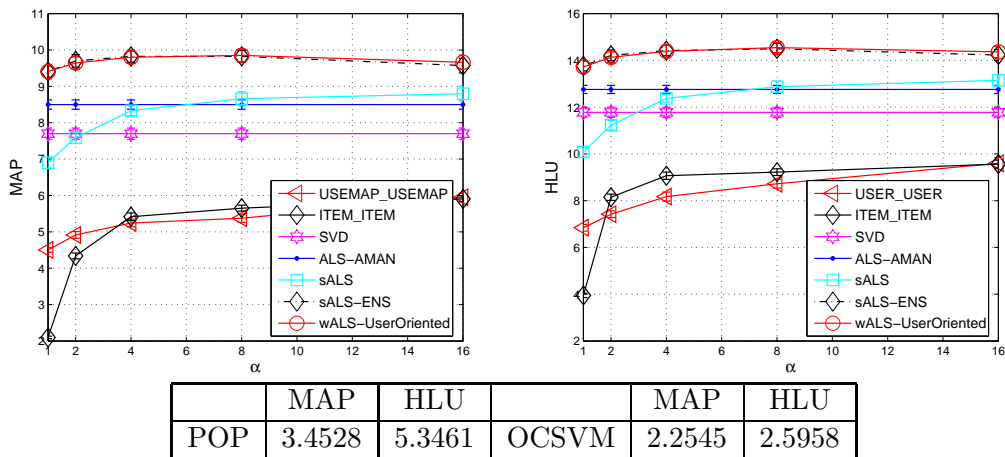 11
10
9
8
7
6
5
4
3
2
MAP
1 2 4 6 8 10 12 14 16
α
USEMAP_USEMAP
ITEM_ITEM
SVD
ALS−AMAN
sALS
sALS−ENS
wALS−UserOriented
16
14
12
10
8
6
4
2
HLU
1 2 4 6 8 10 12 14 16
α
USER_USER
ITEM_ITEM
SVD
ALS−AMAN
sALS
sALS−ENS
wALS−UserOriented
MAP HLU MAP HLU
POP 3.4528 5.3461 OCSVM 2.2545 2.5958